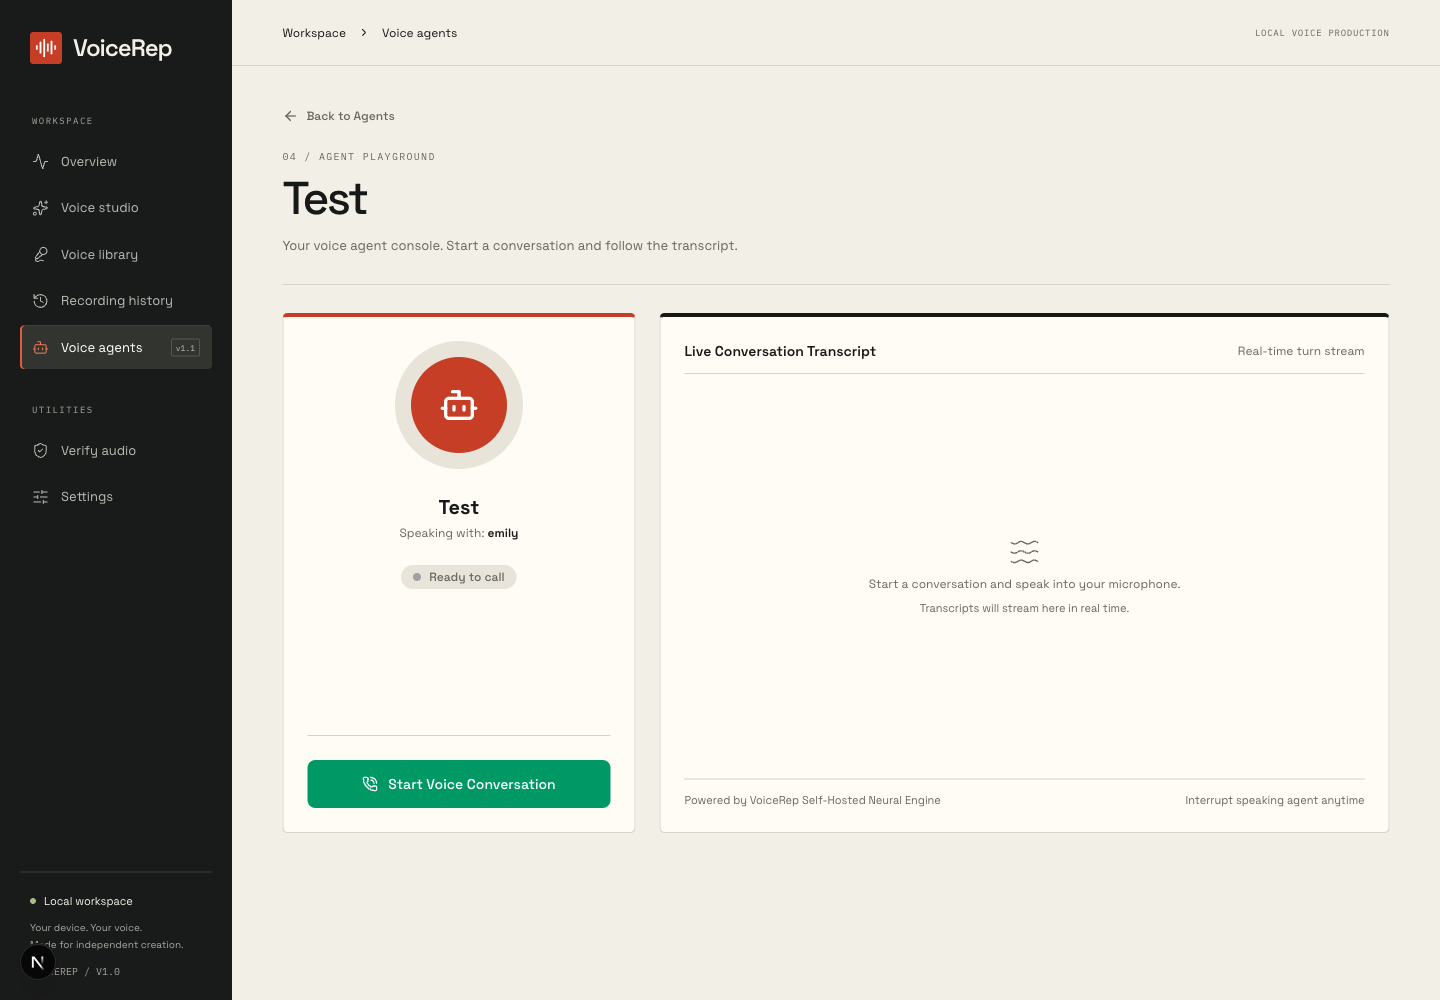 VoiceRep
WORKSPACE
Overview
Voice studio
Voice library
Recording history
Voice agents v1.1
UTILITIES
Verify audio
Settings
Local workspace
Your device. Your voice.
for independent creation.
/ V1.0
N
Workspace > Voice agents
LOCAL VOICE PRODUCTION
Back to Agents
04 / AGENT PLAYGROUND
Test
Your voice agent console. Start a conversation and follow the transcript.
Test
Speaking with: emily
Ready to call
Start Voice Conversation
Live Conversation Transcript
Real-time turn stream
Start a conversation and speak into your microphone.
Transcripts will stream here in real time.
Powered by VoiceRep Self-Hosted Neural Engine
Interrupt speaking agent anytime